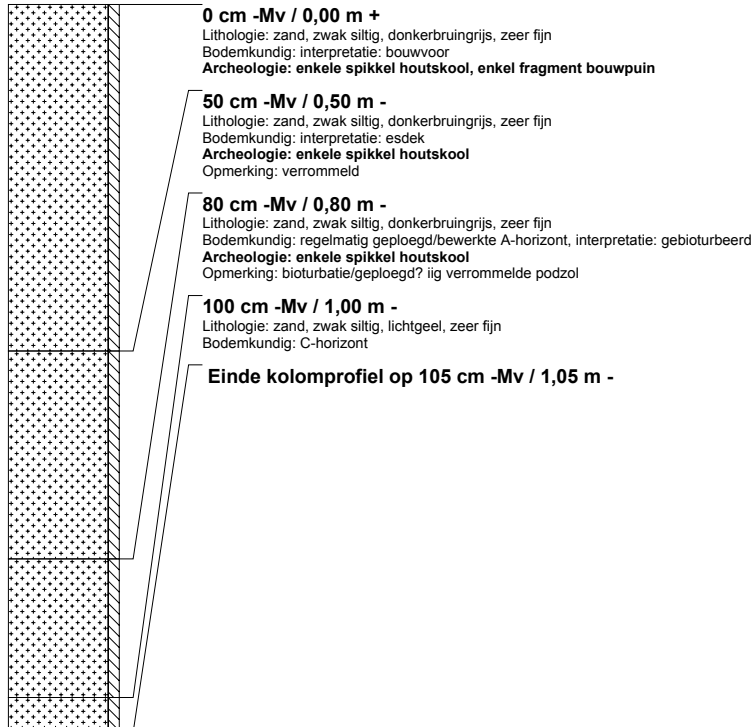 0 cm -Mv / 0,00 m +
Lithologie: zand, zwak siltig, donkerbruingrijs, zeer fijn
Bodemkundig: interpretatie: bouwvoor
Archeologie: enkele spikkel houtskool, enkel fragment bouwpuin
50 cm -Mv / 0,50 m -
Lithologie: zand, zwak siltig, donkerbruingrijs, zeer fijn
Bodemkundig: interpretatie: esdek
Archeologie: enkele spikkel houtskool
Opmerking: verrommeld
80 cm -Mv / 0,80 m -
Lithologie: zand, zwak siltig, donkerbruingrijs, zeer fijn
Bodemkundig: regelmatig geploegd/bewerkte A-horizont, interpretatie: gebioturbeerd
Archeologie: enkele spikkel houtskool
Opmerking: bioturbatie/geploegd? iig verrommelde podzol
100 cm -Mv / 1,00 m -
Lithologie: zand, zwak siltig, lichtgeel, zeer fijn
Bodemkundig: C-horizont
Einde kolomprofiel op 105 cm -Mv / 1,05 m -